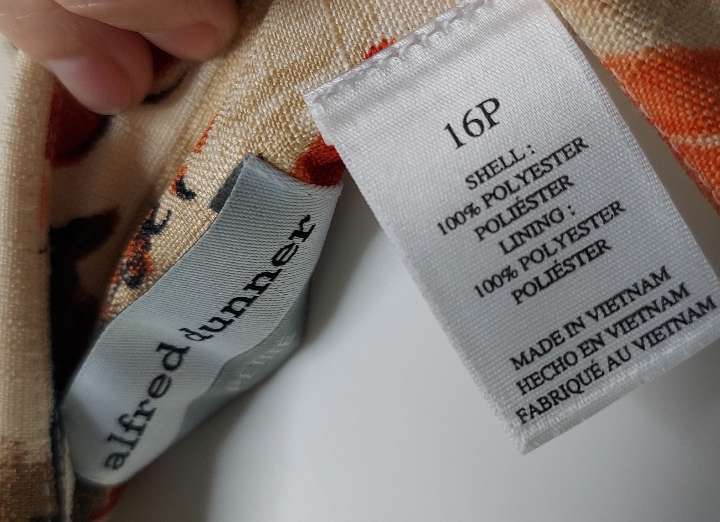 alfred dunner
16P
SHELL :
100% POLYESTER
POLIÉSTER
LINING :
100% POLYESTER
POLIÉSTER
MADE IN VIETNAM
HECHO EN VIETNAM
FABRIQUÉ AU VIETNAM